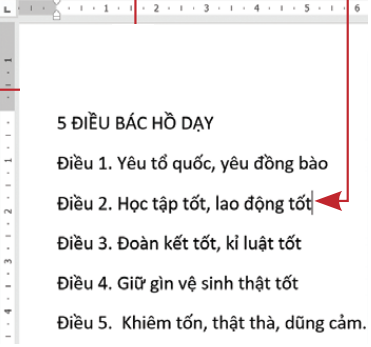 5 ĐIỀU BÁC HỒ DẠY
Điều 1. Yêu tổ quốc, yêu đồng bào
Điều 2. Học tập tốt, lao động tốt
Điều 3. Đoàn kết tốt, kỉ luật tốt
Điều 4. Giữ gìn vệ sinh thật tốt
Điều 5.  Khiêm tốn, thật thà, dũng cảm.